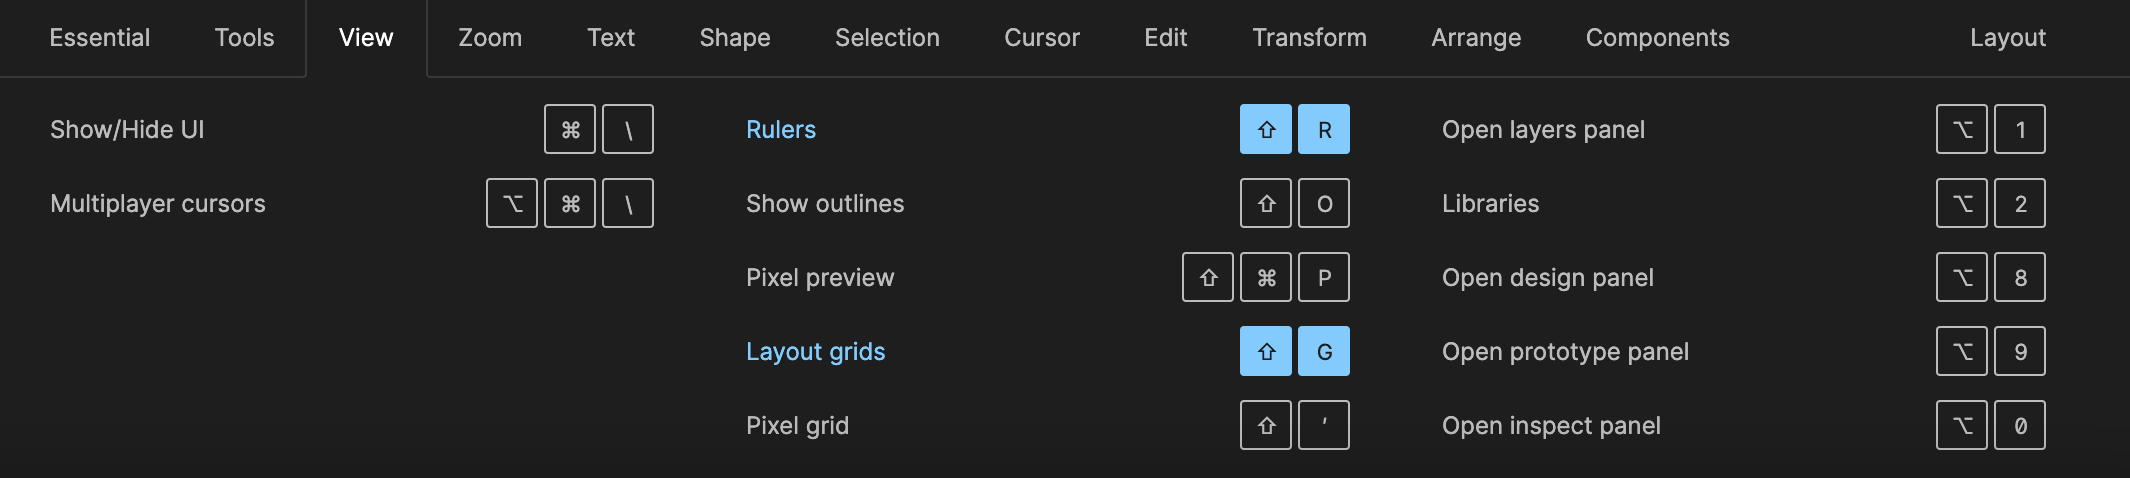 Essential Tools View Zoom Text Shape Selection Cursor Edit Transform Arrange Components Layout
Show/Hide UI ⌘ \
Multiplayer cursors ⌥ ⌘ \
Rulers ⇧ R
Show outlines ⇧ O
Pixel preview ⇧ ⌘ P
Layout grids ⇧ G
Pixel grid ⇧ '
Open layers panel ⌥ 1
Libraries ⌥ 2
Open design panel ⌥ 8
Open prototype panel ⌥ 9
Open inspect panel ⌥ 0